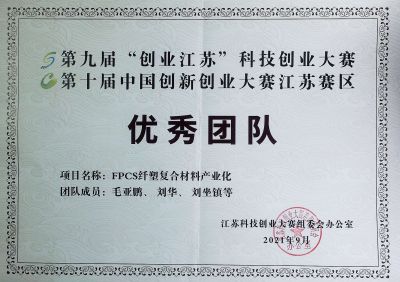 第九届“创业江苏”科技创业大赛
第十届中国创新创业大赛江苏赛区
优秀团队
项目名称：FPCS纤塑复合材料产业化
团队成员：毛亚鹏、刘华、刘坐镇等
江苏科技创业大赛组委会办公室
2021年9月